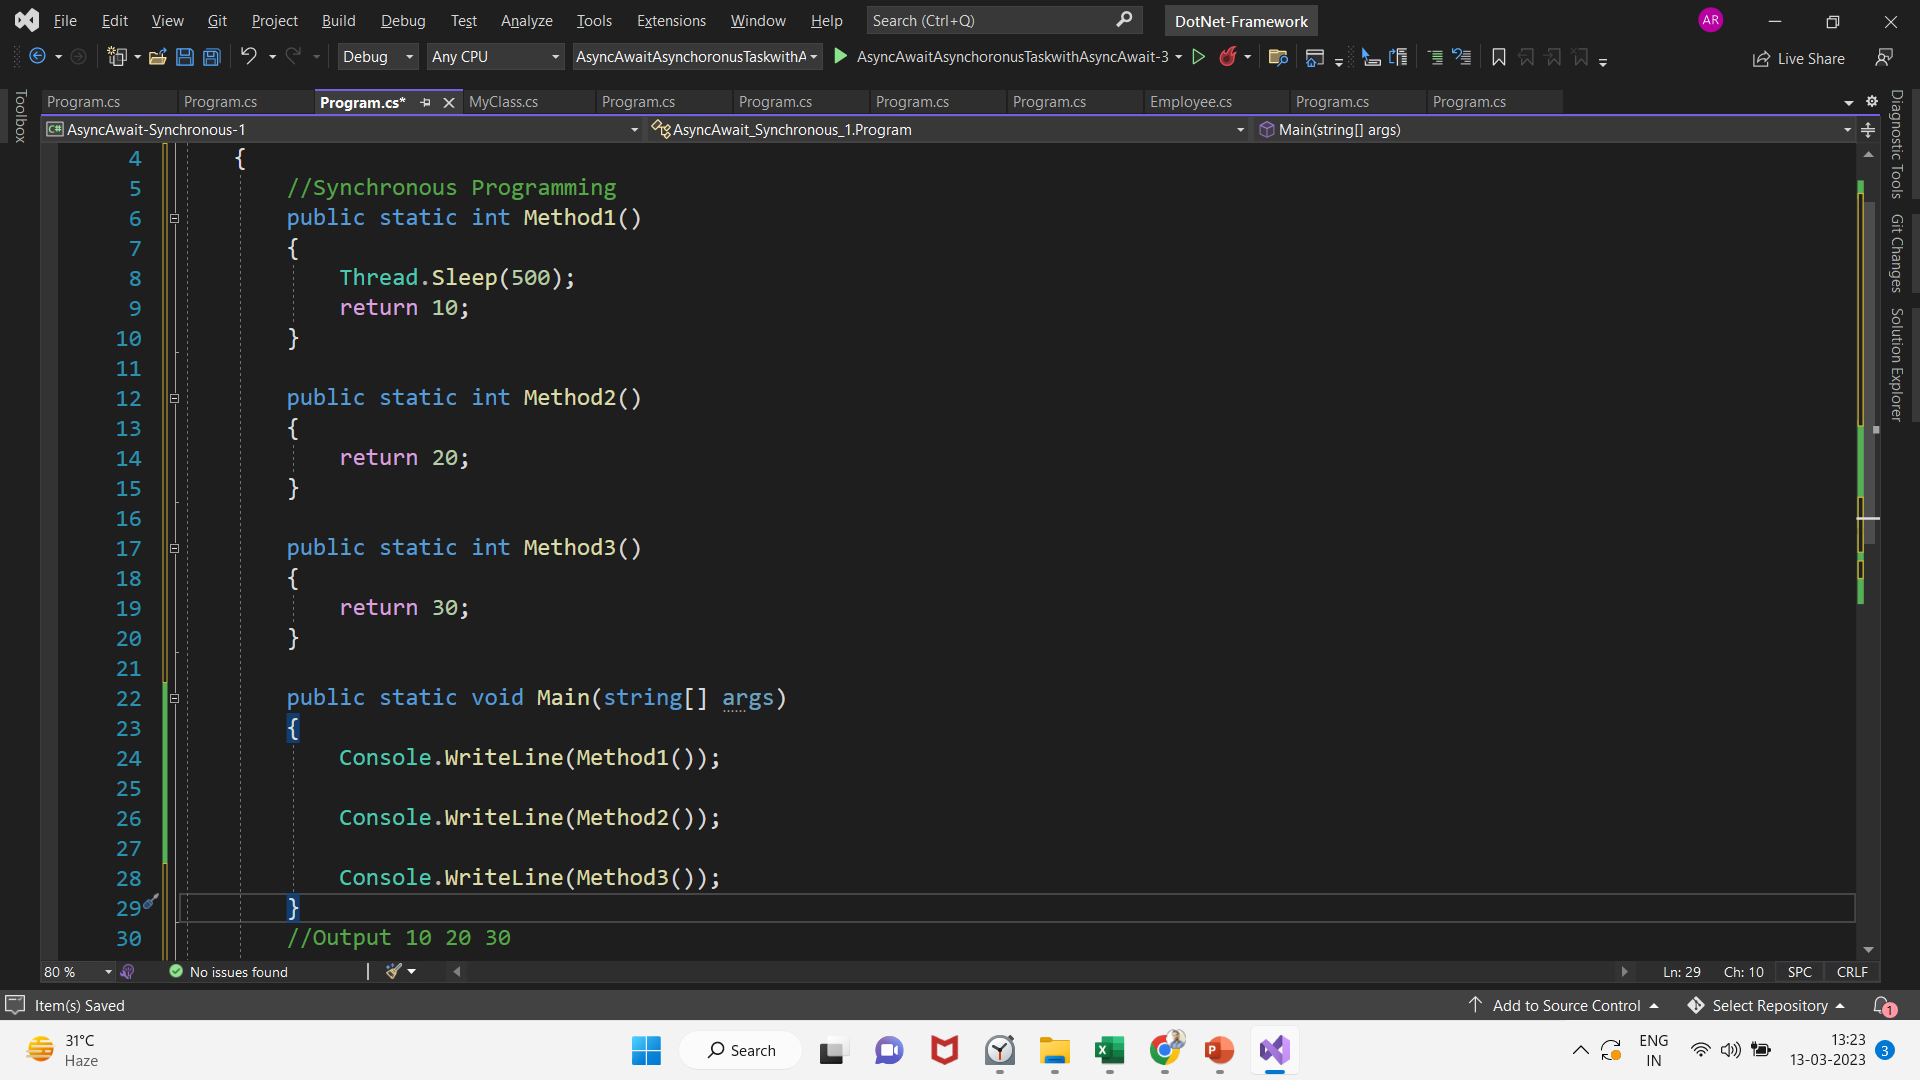 File Edit View Git Project Build Debug Test Analyze Tools Extensions Window Help Search (Ctrl+Q) DotNet-Framework AR
Debug Any CPU AsyncAwaitAsynchoronusTaskwithA AsyncAwaitAsynchoronusTaskwithAsyncAwait-3 Live Share
Program.cs Program.cs Program.cs* MyClass.cs Program.cs Program.cs Program.cs Program.cs Employee.cs Program.cs Program.cs
C# AsyncAwait-Synchronous-1 AsyncAwait_Synchronous_1.Program Main(string[] args)
Toolbox
Diagnostic Tools
Git Changes
Solution Explorer
4 {
5 //Synchronous Programming
6 public static int Method1()
7 {
8 Thread.Sleep(500);
9 return 10;
10 }
11
12 public static int Method2()
13 {
14 return 20;
15 }
16
17 public static int Method3()
18 {
19 return 30;
20 }
21
22 public static void Main(string[] args)
23 {
24 Console.WriteLine(Method1());
25
26 Console.WriteLine(Method2());
27
28 Console.WriteLine(Method3());
29 }
30 //Output 10 20 30
80 % No issues found Ln: 29 Ch: 10 SPC CRLF
Item(s) Saved Add to Source Control Select Repository 1
31°C
Haze
Search
X
P
ENG
IN
13:23
13-03-2023
3